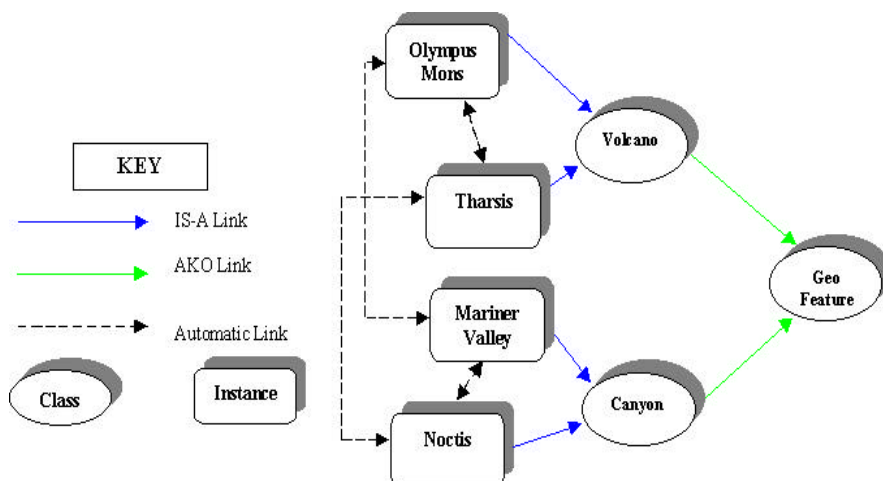 Olympus
Mons
Volcano
KEY
Tharsis
IS-A Link
AKO Link
Geo
Feature
Mariner
Valley
Automatic Link
Class
Instance
Canyon
Noctis